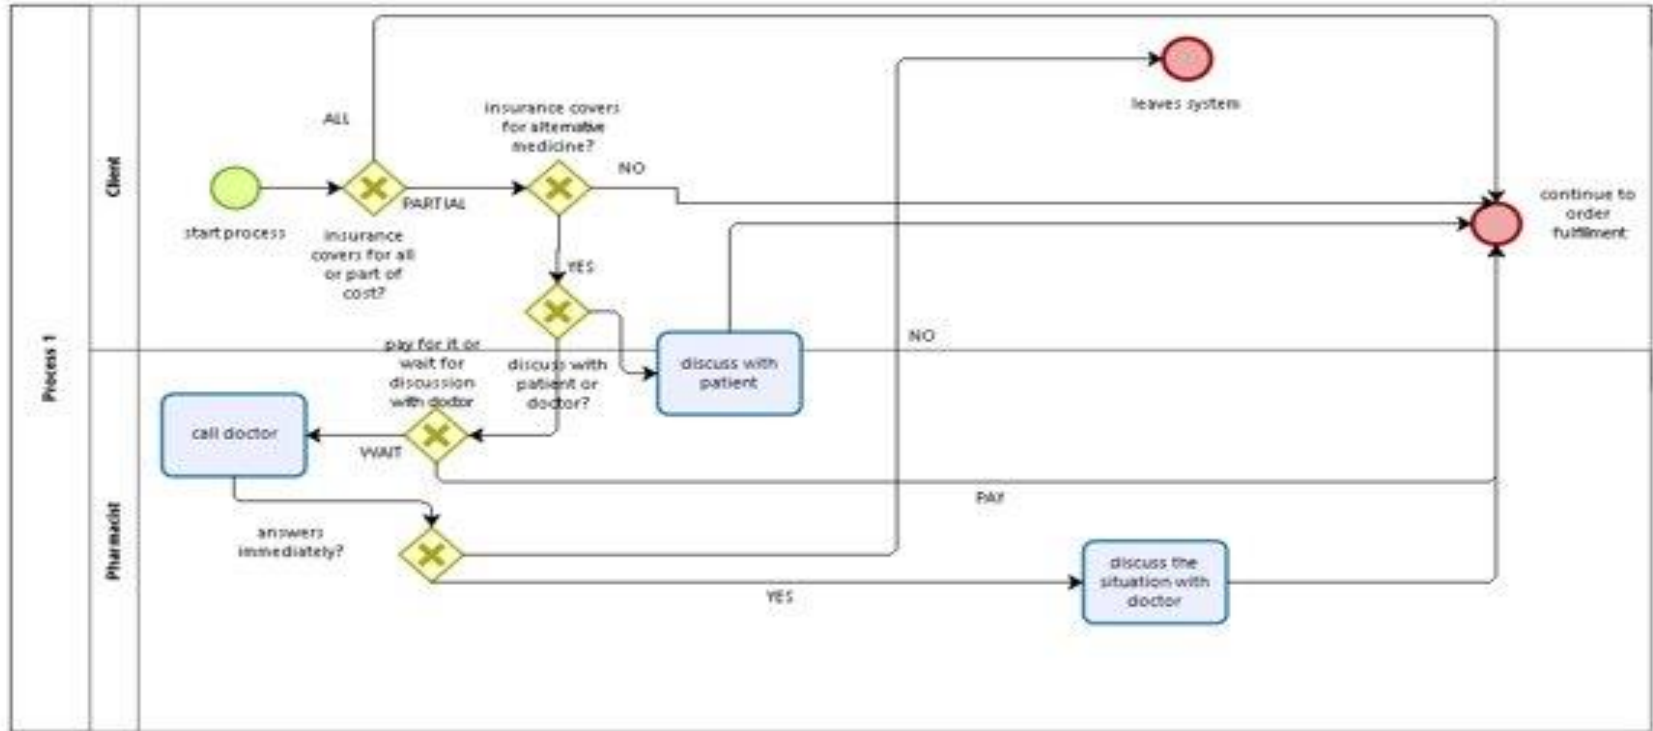 Process 1
Client
Pharmacist
ALL
insurance covers
for alternative
medicine?
leaves system
NO
PARTIAL
continue to
order
fulfillment
start process
insurance
covers for all
or part of
cost?
YES
NO
pay for it or
wait for
discussion
with doctor
discuss with
patient or
doctor?
discuss with
patient
call doctor
WAIT
PAY
answers
immediately?
YES
discuss the
situation with
doctor